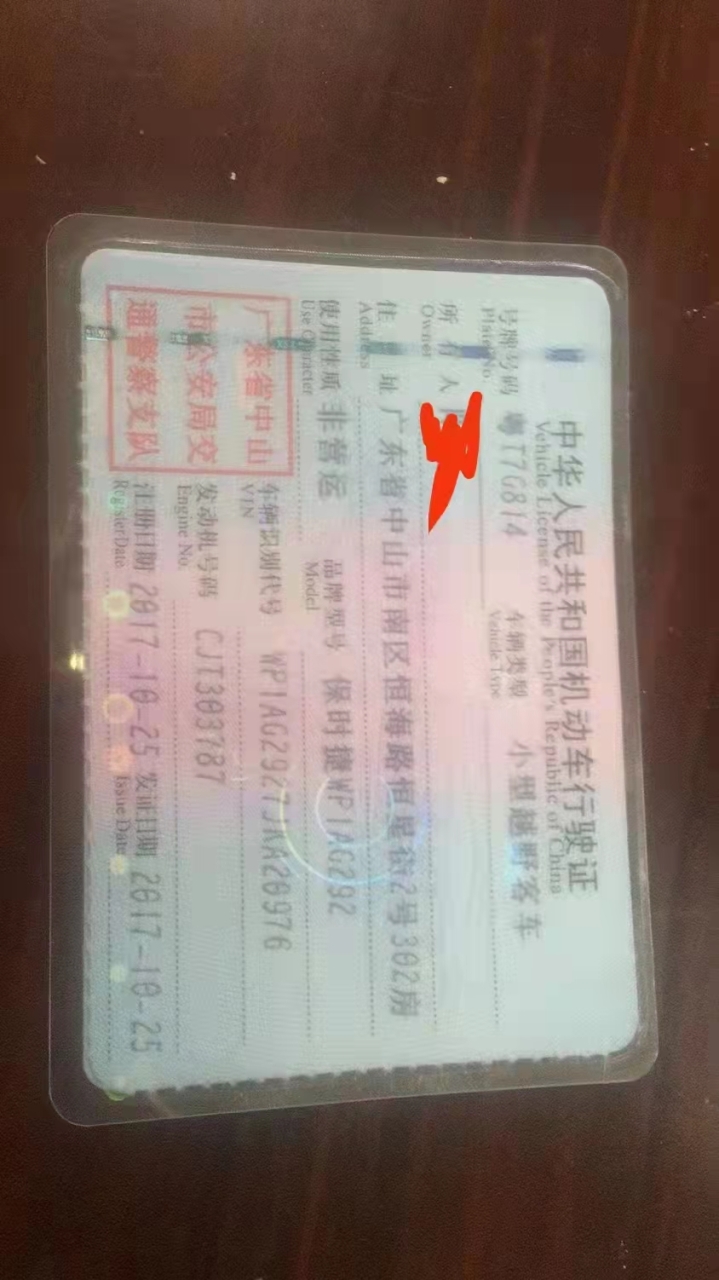 中华人民共和国机动车行驶证
Vehicle License of the People's Republic of China
号牌号码 粤T7G814 车辆类型 小型越野客车
Plate No. Vehicle Type
所有人
Owner
住址 广东省中山市南区恒海路恒星街2号302房
Address
使用性质 非营运 品牌型号 保时捷WP1AG292
Use Character Model
广东省中山
市公安局交
通警察支队
车辆识别代号 WP1AG2927JKA20976
VIN
发动机号码 CJT303787
Engine No.
注册日期 2017-10-25 发证日期 2017-10-25
Register Date Issue Date